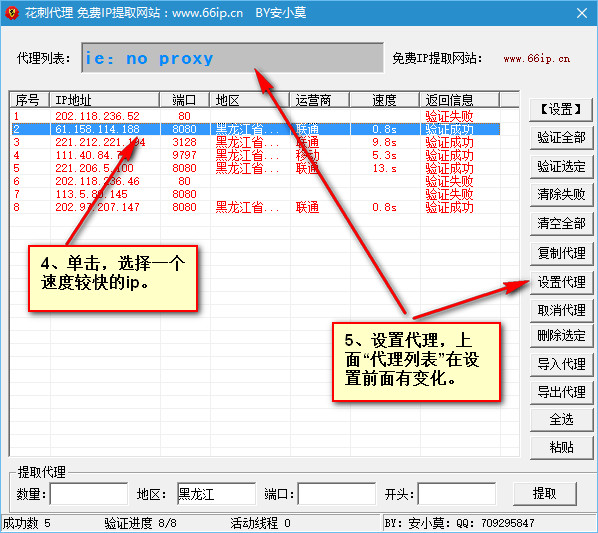 花刺代理 免费IP提取网站：www.66ip.cn BY安小莫
代理列表： ie: no proxy 免费IP提取网站： www.66ip.cn
序号 IP地址 端口 地区 运营商 速度 返回信息
1 202.118.236.52 80 验证失败
2 61.158.114.188 8080 黑龙江省... 联通 0.8s 验证成功
3 221.212.221. 3128 黑龙江省... 联通 9.8s 验证成功
4 111.40.84. 9797 黑龙江省... 移动 5.3s 验证成功
5 221.206.5.100 8080 黑龙江省... 联通 13.s 验证成功
6 202.118.236.46 80 验证失败
7 113.5.80.145 8080 验证失败
8 202.97.207.147 8080 黑龙江省... 联通 0.8s 验证成功
【设置】
验证全部
验证选定
清除失败
清空全部
复制代理
设置代理
取消代理
删除选定
导入代理
导出代理
全选
粘贴
4、单击，选择一个
速度较快的ip。
5、设置代理，上
面“代理列表”在设
置前面有变化。
提取代理
数量： 地区： 黑龙江 端口： 开头： 提取
成功数 5 验证进度 8/8 活动线程 0 BY：安小莫：QQ：709295847